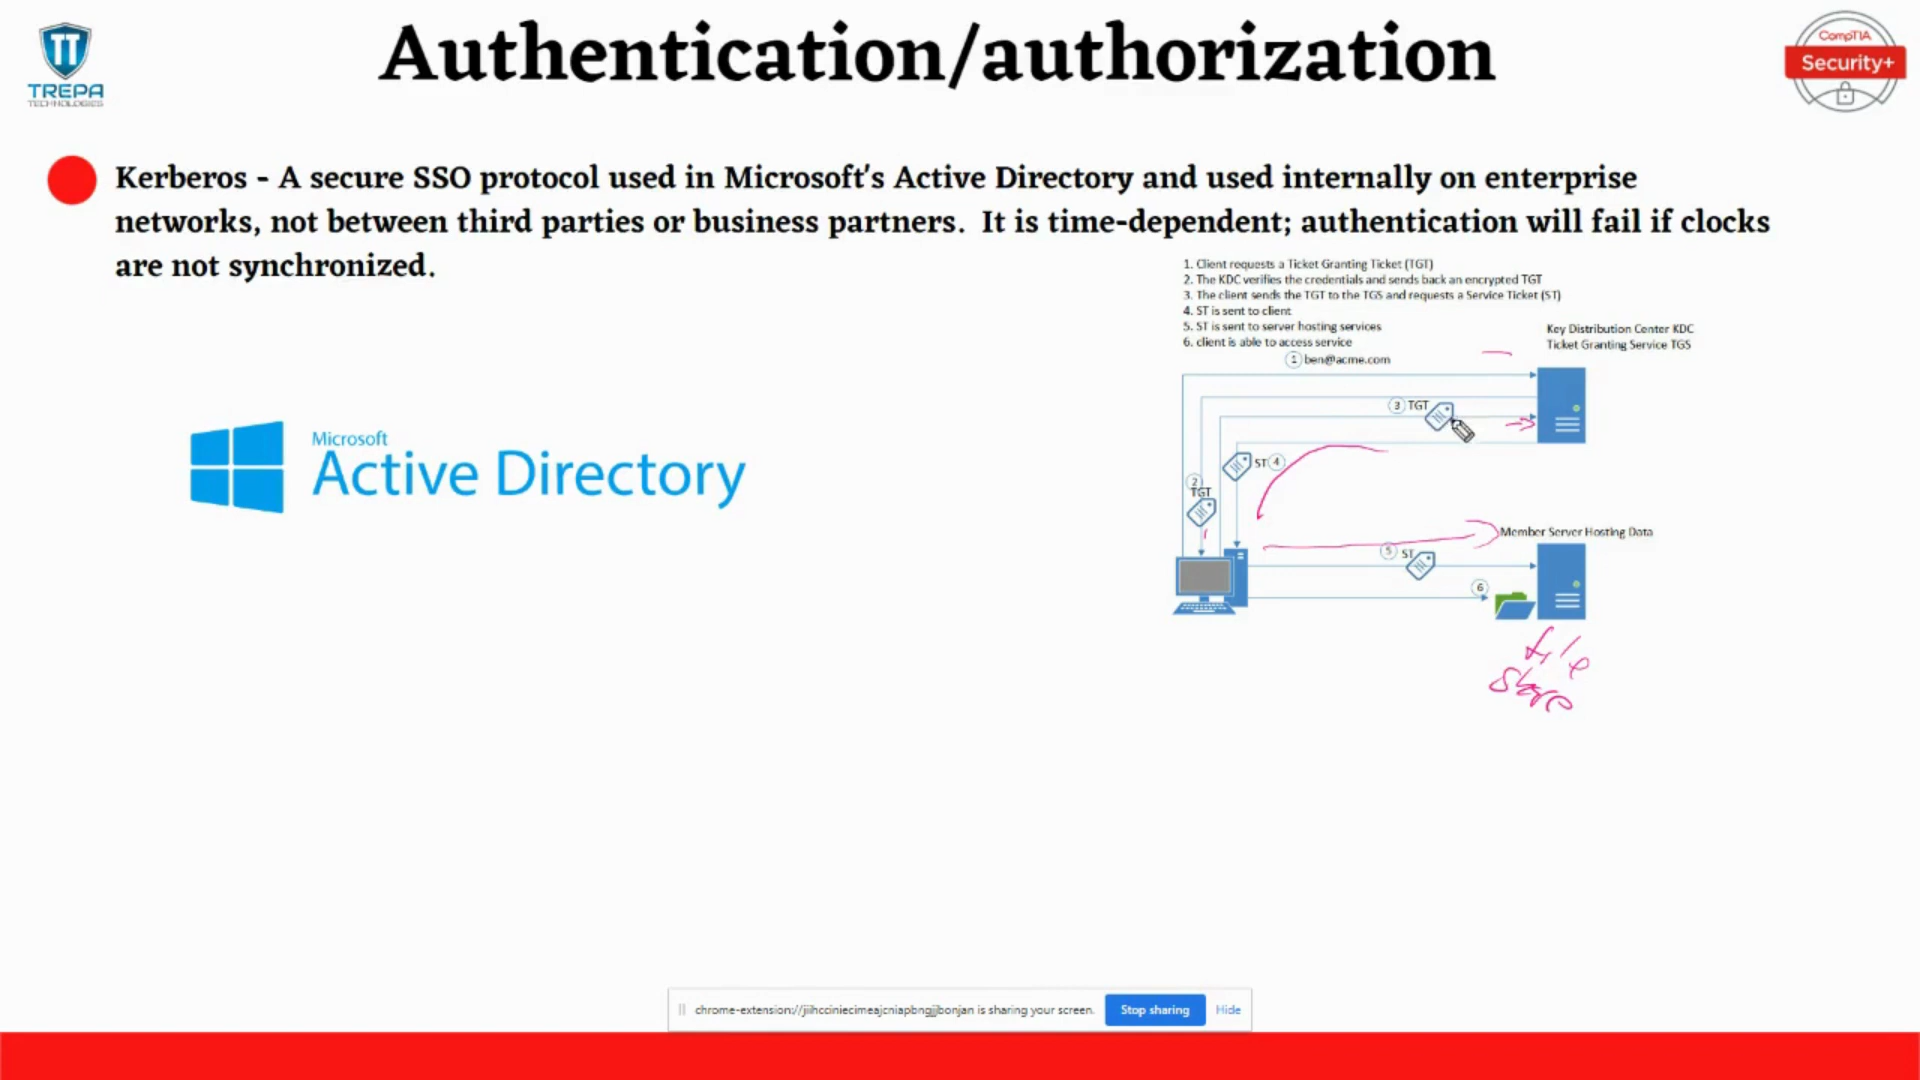 TT
TREPA
TECHNOLOGIES
Authentication/authorization
CompTIA
Security+
Kerberos - A secure SSO protocol used in Microsoft's Active Directory and used internally on enterprise
networks, not between third parties or business partners. It is time-dependent; authentication will fail if clocks
are not synchronized.
1. Client requests a Ticket Granting Ticket (TGT)
2. The KDC verifies the credentials and sends back an encrypted TGT
3. The client sends the TGT to the TGS and requests a Service Ticket (ST)
4. ST is sent to client
5. ST is sent to server hosting services
6. client is able to access service
Key Distribution Center KDC
Ticket Granting Service TGS
1 ben@acme.com
3 TGT
ST 4
2
TGT
Microsoft
Active Directory
Member Server Hosting Data
5 ST
6
file
share
chrome-extension://jiihcciniecimeajcniapbngjjbonjan is sharing your screen.
Stop sharing
Hide